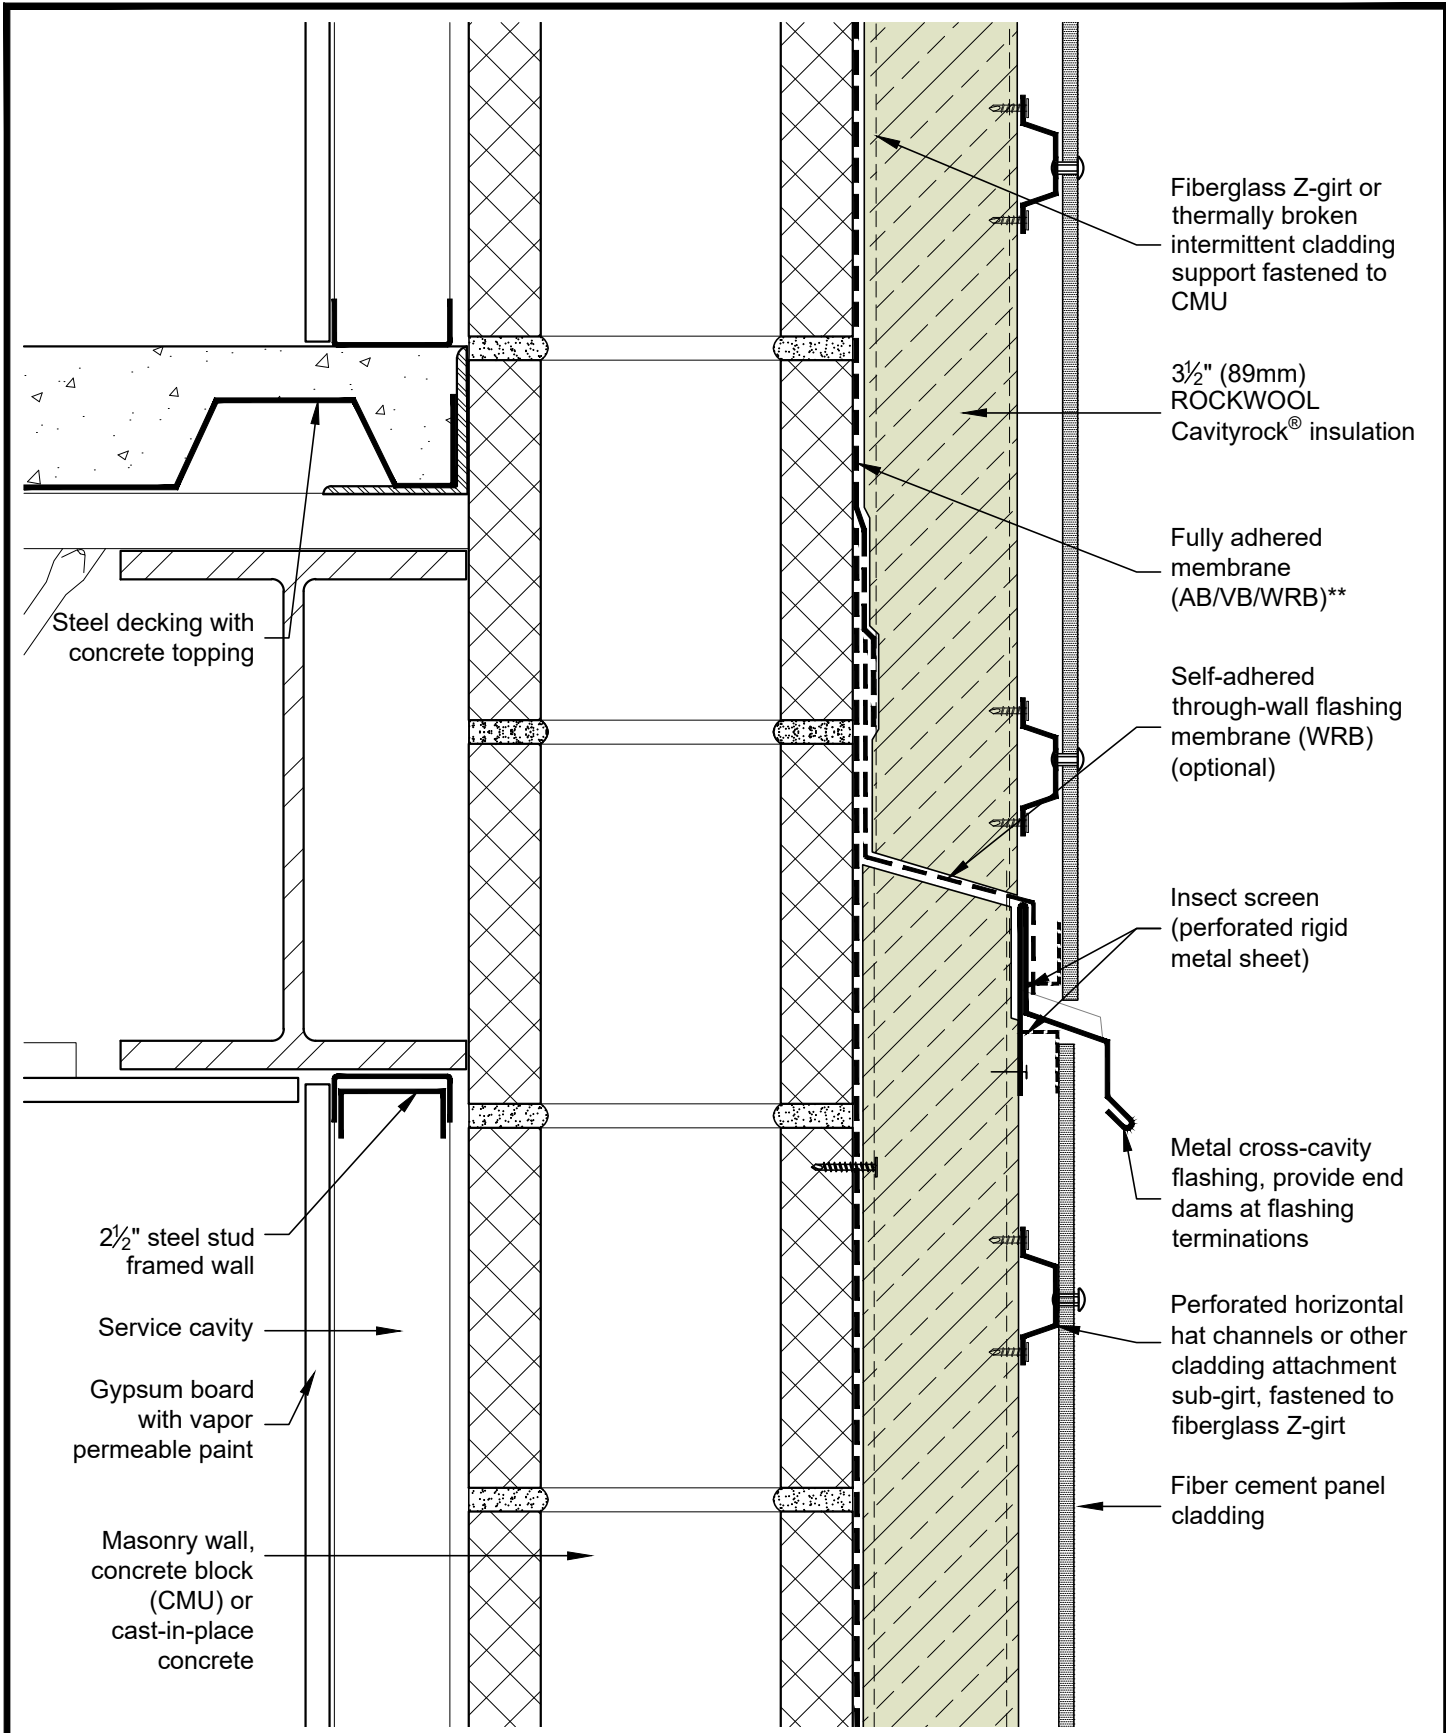 Fiberglass Z-girt or
thermally broken
intermittent cladding
support fastened to
CMU
3½" (89mm)
ROCKWOOL
Cavityrock® insulation
Fully adhered
membrane
(AB/VB/WRB)**
Self-adhered
through-wall flashing
membrane (WRB)
(optional)
Insect screen
(perforated rigid
metal sheet)
Metal cross-cavity
flashing, provide end
dams at flashing
terminations
Perforated horizontal
hat channels or other
cladding attachment
sub-girt, fastened to
fiberglass Z-girt
Fiber cement panel
cladding
Steel decking with
concrete topping
2½" steel stud
framed wall
Service cavity
Gypsum board
with vapor
permeable paint
Masonry wall,
concrete block
(CMU) or
cast-in-place
concrete